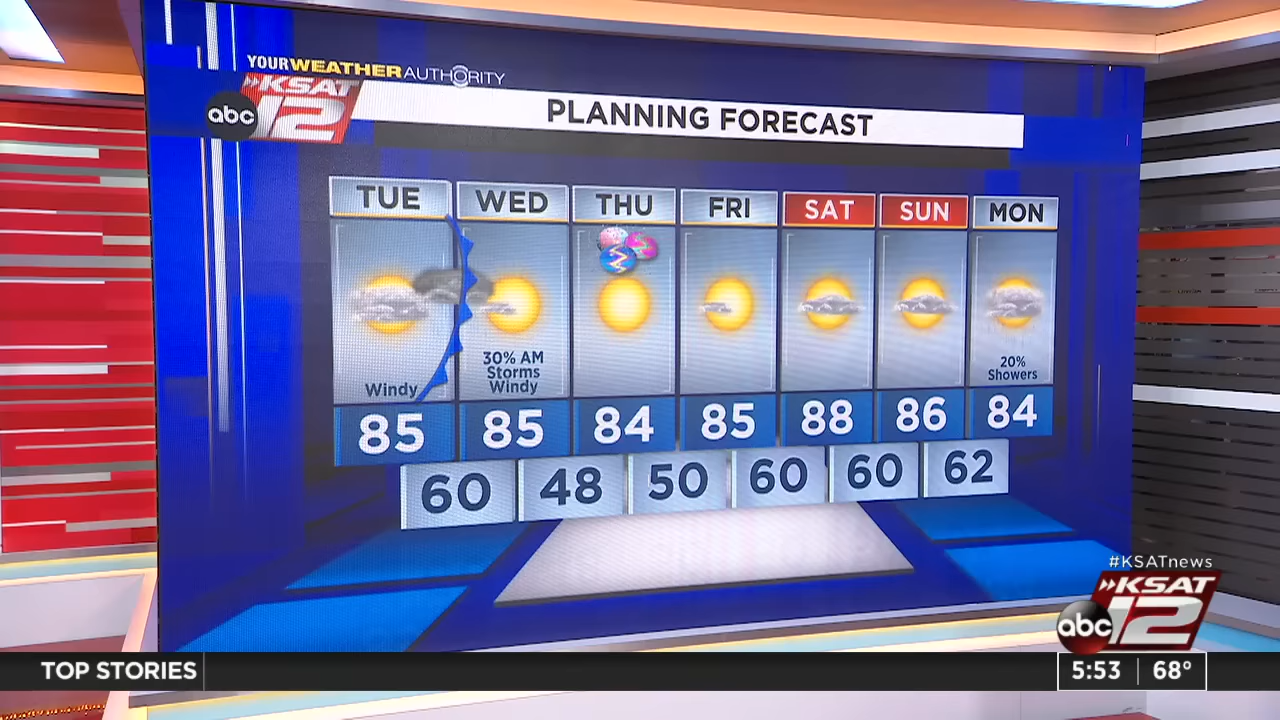 YOUR WEATHER AUTHORITY
KSAT
abc 12
PLANNING FORECAST
TUE WED THU FRI SAT SUN MON
30% AM
Storms
Windy
Windy
20%
Showers
85 85 84 85 88 86 84
60 48 50 60 60 62
#KSATnews
KSAT
abc 12
TOP STORIES
5:53 68°